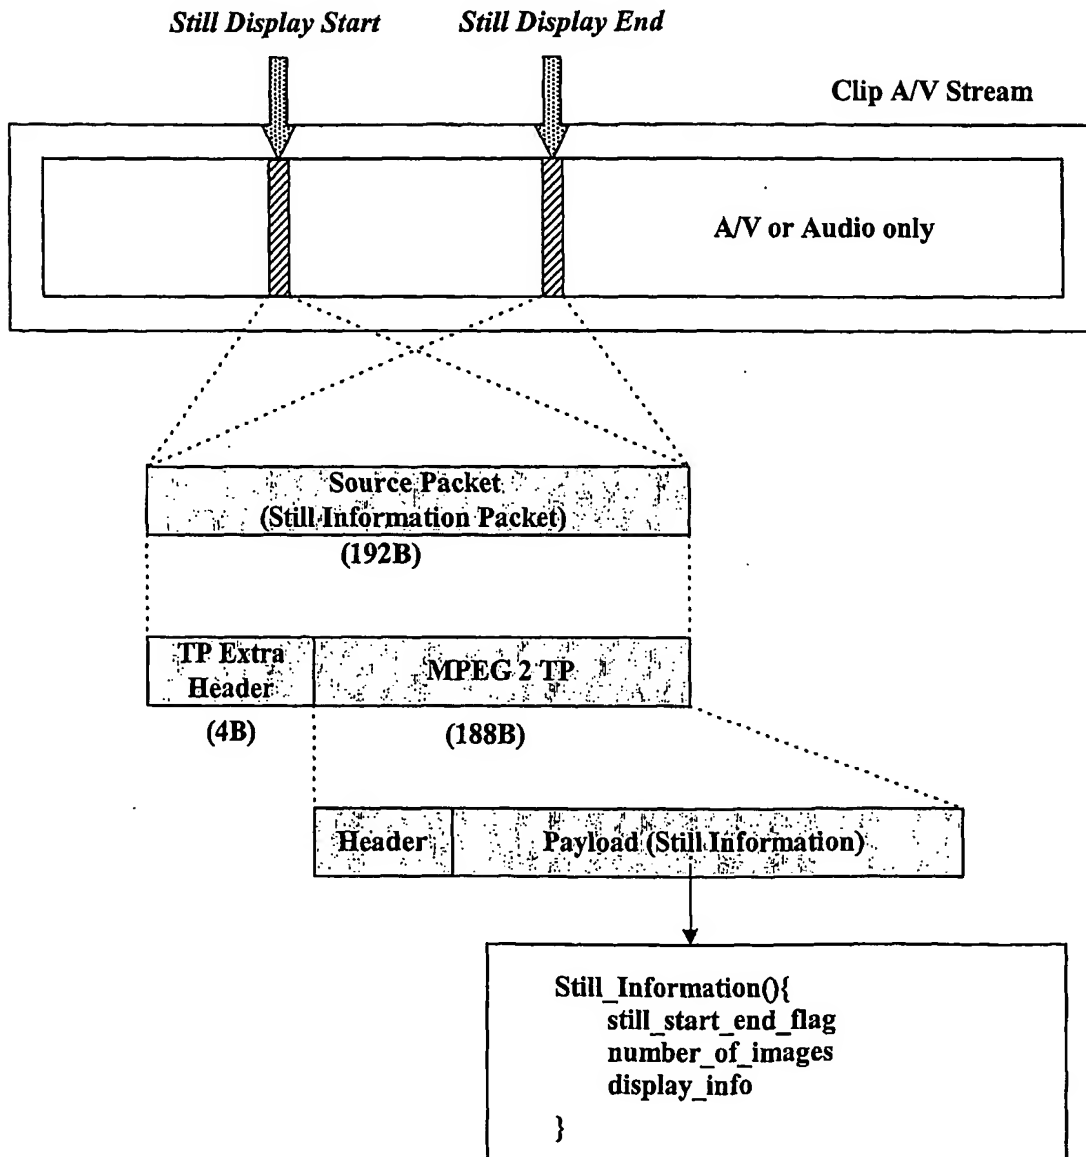 Still Display Start Still Display End
Clip A/V Stream
A/V or Audio only
Source Packet
(Still Information Packet)
(192B)
TP Extra
Header
MPEG 2 TP
(4B)
(188B)
Header
Payload (Still Information)
Still_Information(){
still_start_end_flag
number_of_images
display_info
}